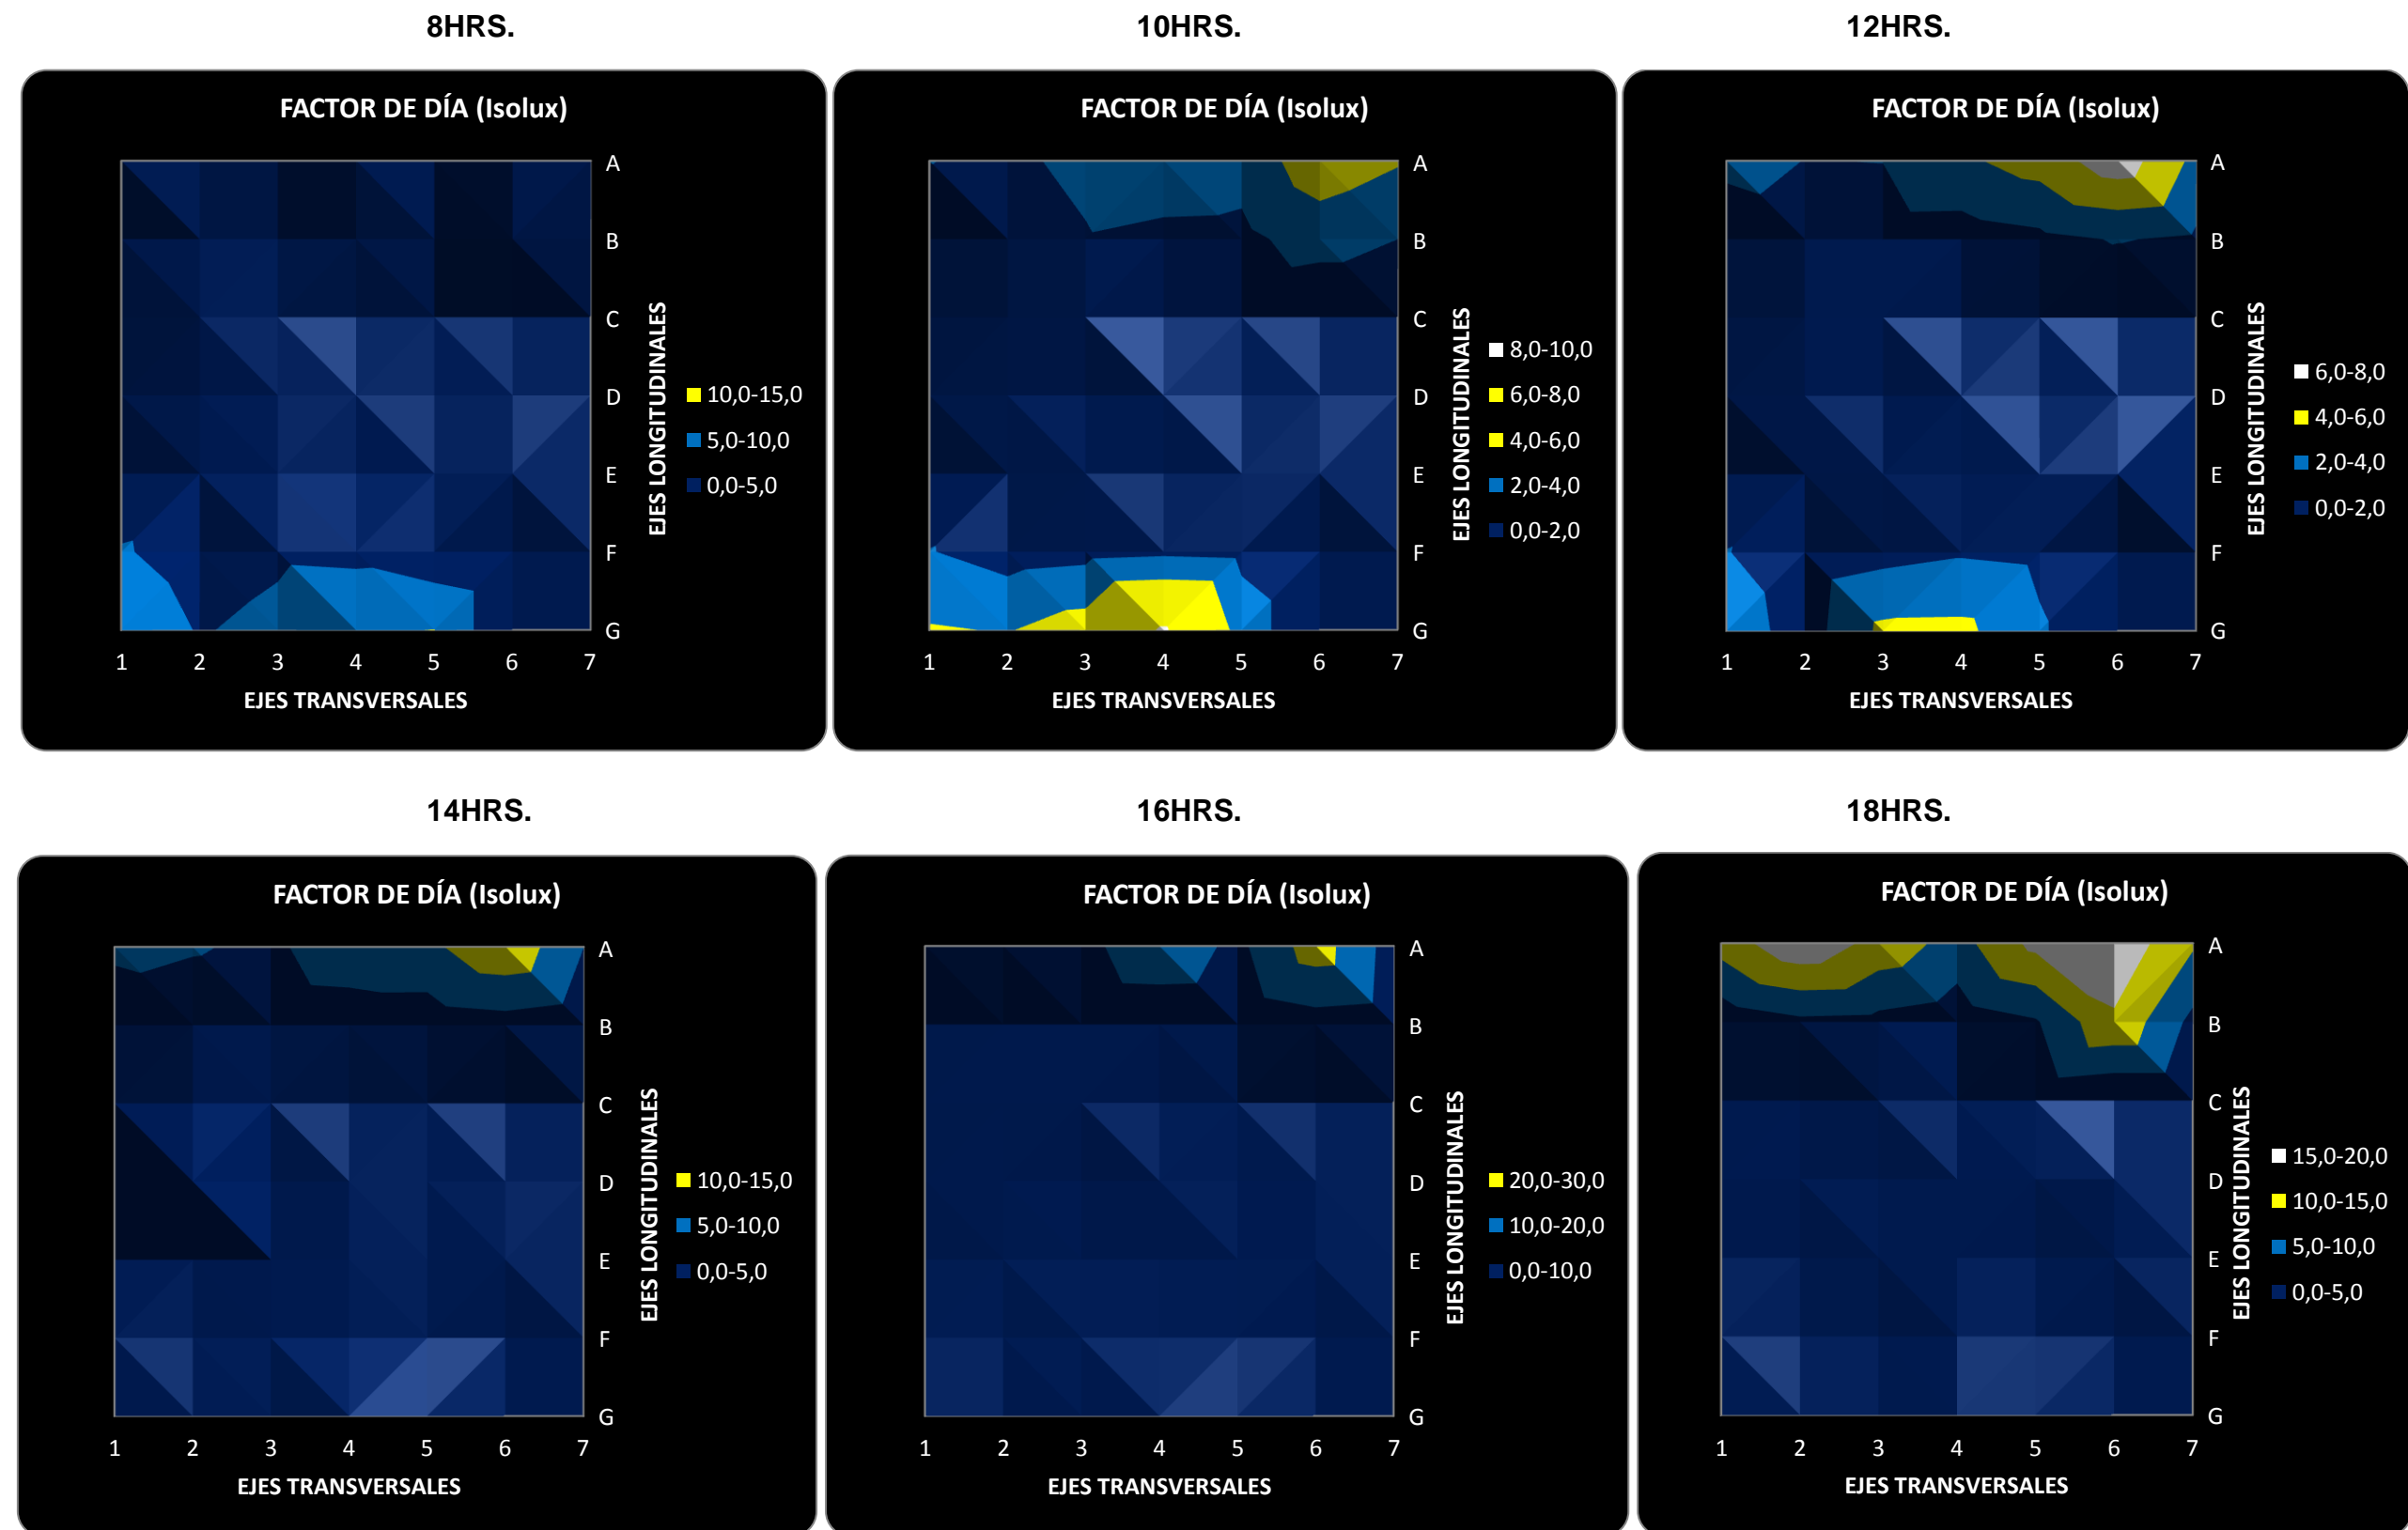 8HRS.
10HRS.
12HRS.
FACTOR DE DÍA (Isolux)
A
B
C
D
E
F
G
1 2 3 4 5 6 7
EJES TRANSVERSALES
EJES LONGITUDINALES
10,0-15,0
5,0-10,0
0,0-5,0
FACTOR DE DÍA (Isolux)
A
B
C
D
E
F
G
1 2 3 4 5 6 7
EJES TRANSVERSALES
EJES LONGITUDINALES
8,0-10,0
6,0-8,0
4,0-6,0
2,0-4,0
0,0-2,0
FACTOR DE DÍA (Isolux)
A
B
C
D
E
F
G
1 2 3 4 5 6 7
EJES TRANSVERSALES
EJES LONGITUDINALES
6,0-8,0
4,0-6,0
2,0-4,0
0,0-2,0
14HRS.
16HRS.
18HRS.
FACTOR DE DÍA (Isolux)
A
B
C
D
E
F
G
1 2 3 4 5 6 7
EJES TRANSVERSALES
EJES LONGITUDINALES
10,0-15,0
5,0-10,0
0,0-5,0
FACTOR DE DÍA (Isolux)
A
B
C
D
E
F
G
1 2 3 4 5 6 7
EJES TRANSVERSALES
EJES LONGITUDINALES
20,0-30,0
10,0-20,0
0,0-10,0
FACTOR DE DÍA (Isolux)
A
B
C
D
E
F
G
1 2 3 4 5 6 7
EJES TRANSVERSALES
EJES LONGITUDINALES
15,0-20,0
10,0-15,0
5,0-10,0
0,0-5,0